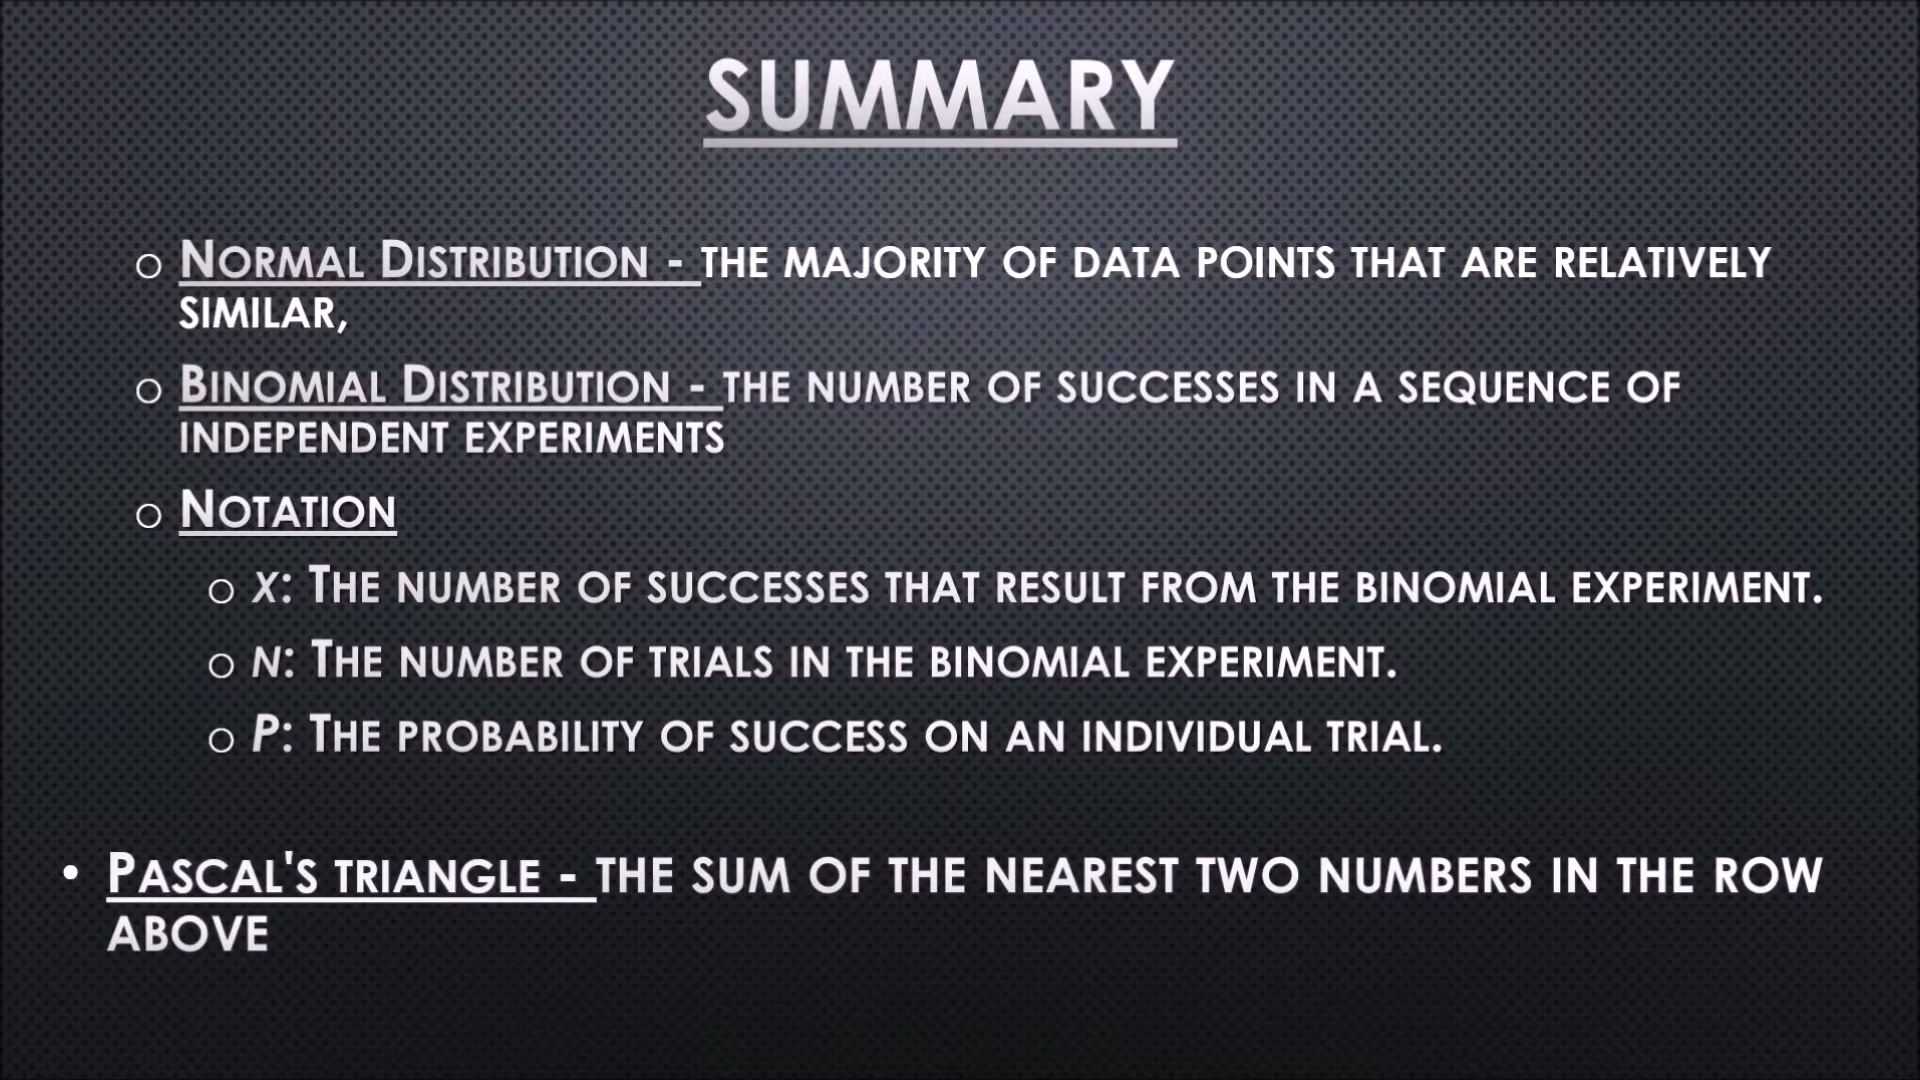 SUMMARY
○ NORMAL DISTRIBUTION - THE MAJORITY OF DATA POINTS THAT ARE RELATIVELY
SIMILAR,
○ BINOMIAL DISTRIBUTION - THE NUMBER OF SUCCESSES IN A SEQUENCE OF
INDEPENDENT EXPERIMENTS
○ NOTATION
○ X: THE NUMBER OF SUCCESSES THAT RESULT FROM THE BINOMIAL EXPERIMENT.
○ N: THE NUMBER OF TRIALS IN THE BINOMIAL EXPERIMENT.
○ P: THE PROBABILITY OF SUCCESS ON AN INDIVIDUAL TRIAL.
• PASCAL'S TRIANGLE - THE SUM OF THE NEAREST TWO NUMBERS IN THE ROW
ABOVE